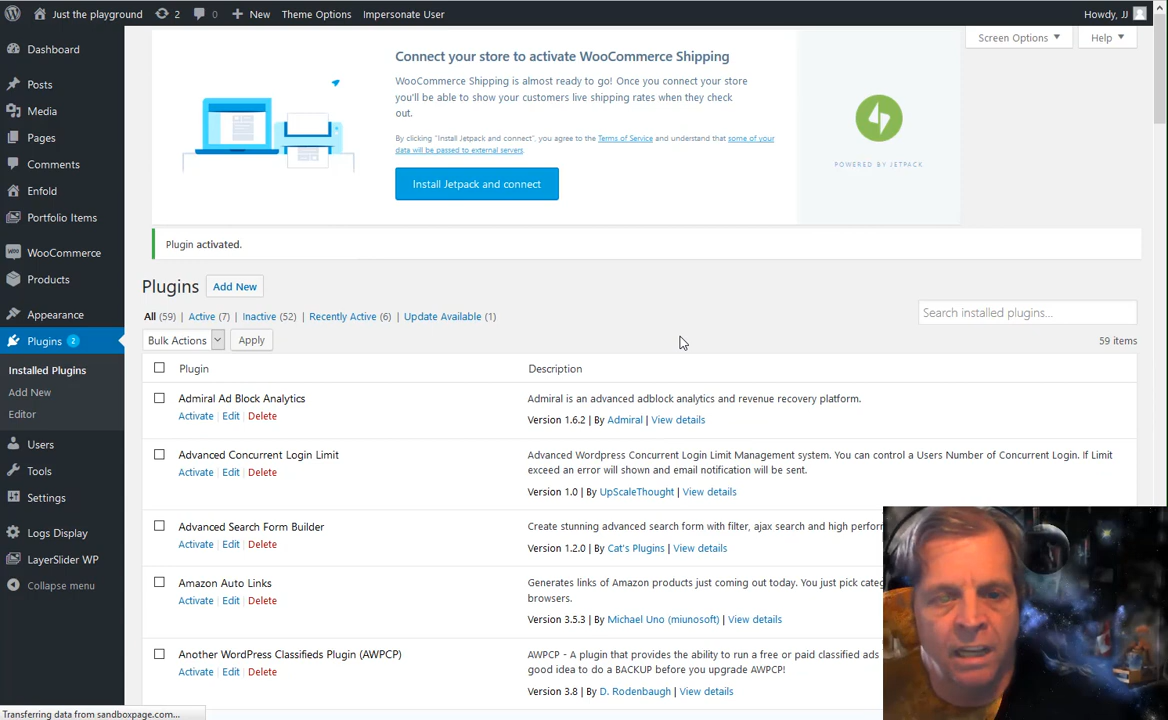 Just the playground
2
0
New
Theme Options
Impersonate User
Howdy, JJ
Dashboard
Posts
Media
Pages
Comments
Enfold
Portfolio Items
WooCommerce
Products
Appearance
Plugins 2
Installed Plugins
Add New
Editor
Users
Tools
Settings
Logs Display
LayerSlider WP
Collapse menu
Screen Options
Help
Connect your store to activate WooCommerce Shipping
WooCommerce Shipping is almost ready to go! Once you connect your store
you'll be able to show your customers live shipping rates when they check
out.
By clicking "Install Jetpack and connect", you agree to the Terms of Service and understand that some of your
data will be passed to external servers.
Install Jetpack and connect
POWERED BY JETPACK
Plugin activated.
Plugins Add New
All (59) | Active (7) | Inactive (52) | Recently Active (6) | Update Available (1)
Search installed plugins...
Bulk Actions
Apply
59 items
Plugin
Description
Admiral Ad Block Analytics
Activate | Edit | Delete
Admiral is an advanced adblock analytics and revenue recovery platform.
Version 1.6.2 | By Admiral | View details
Advanced Concurrent Login Limit
Activate | Edit | Delete
Advanced Wordpress Concurrent Login Limit Management system. You can control a Users Number of Concurrent Login. If Limit
exceed an error will shown and email notification will be sent.
Version 1.0 | By UpScaleThought | View details
Advanced Search Form Builder
Activate | Edit | Delete
Create stunning advanced search form with filter, ajax search and high perfor
Version 1.2.0 | By Cat's Plugins | View details
Amazon Auto Links
Activate | Edit | Delete
Generates links of Amazon products just coming out today. You just pick categ
browsers.
Version 3.5.3 | By Michael Uno (miunosoft) | View details
Another WordPress Classifieds Plugin (AWPCP)
Activate | Edit | Delete
AWPCP - A plugin that provides the ability to run a free or paid classified ads
good idea to do a BACKUP before you upgrade AWPCP!
Version 3.8 | By D. Rodenbaugh | View details
Transferring data from sandboxpage.com...